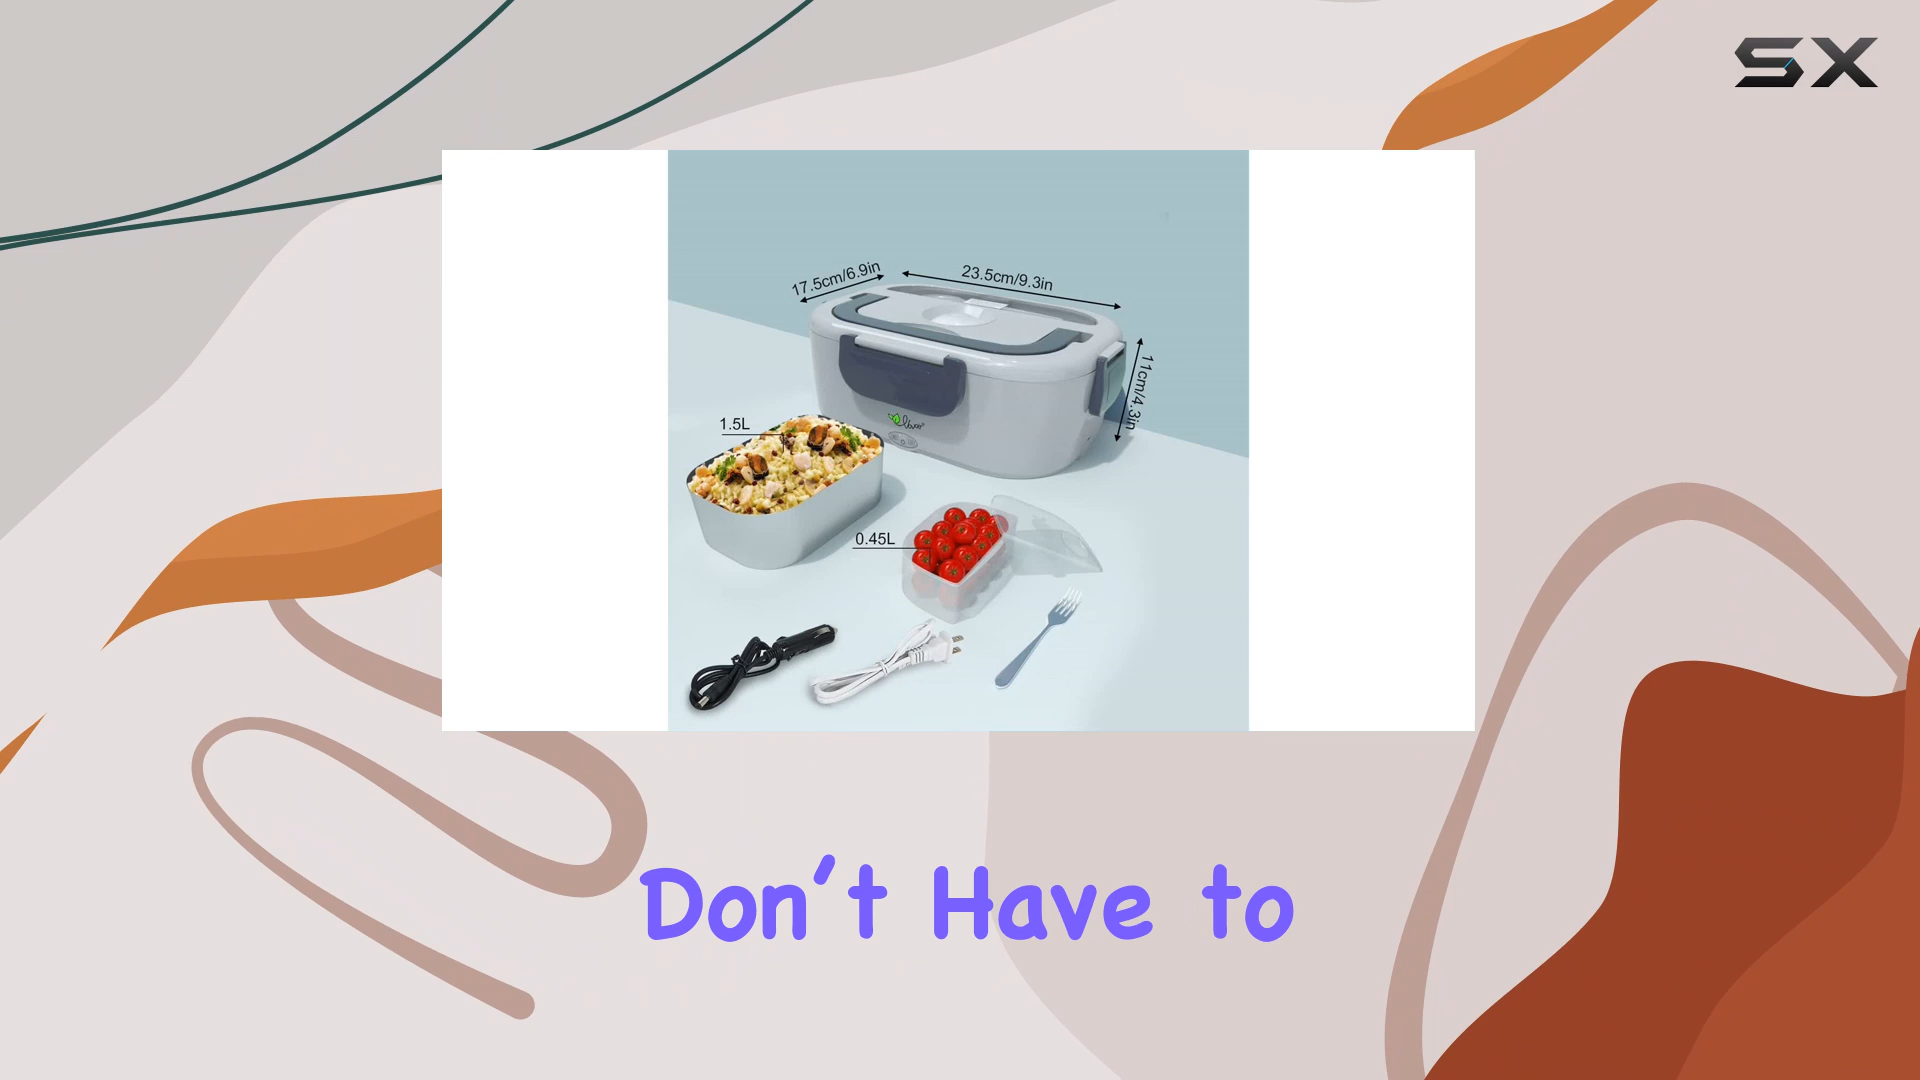 SX
17.5cm/6.9in
23.5cm/9.3in
11cm/4.3in
1.5L
0.45L
Don't Have to